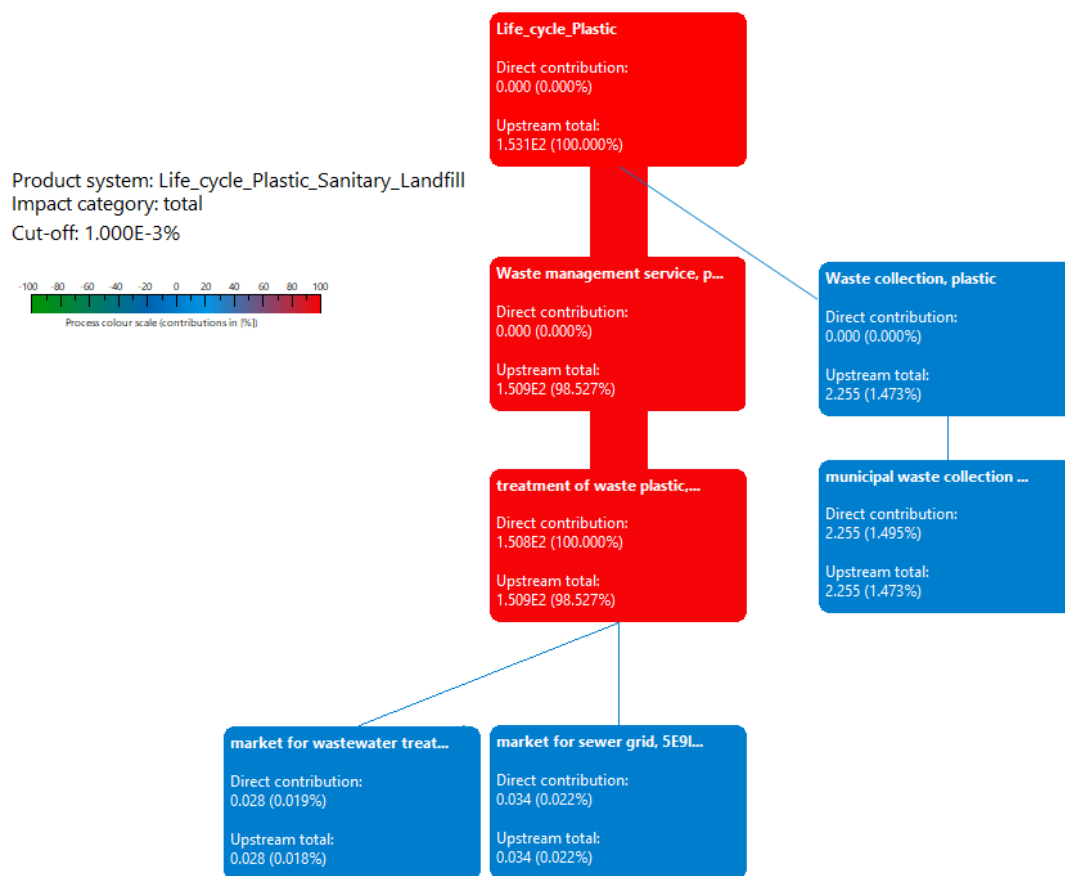 Life_cycle_Plastic
Direct contribution:
0.000 (0.000%)
Upstream total:
1.531E2 (100.000%)
Product system: Life_cycle_Plastic_Sanitary_Landfill
Impact category: total
Cut-off: 1.000E-3%
-100 -80 -60 -40 -20 0 20 40 60 80 100
Process colour scale (contributions in [%])
Waste management service, p...
Direct contribution:
0.000 (0.000%)
Upstream total:
1.509E2 (98.527%)
Waste collection, plastic
Direct contribution:
0.000 (0.000%)
Upstream total:
2.255 (1.473%)
treatment of waste plastic,...
Direct contribution:
1.508E2 (100.000%)
Upstream total:
1.509E2 (98.527%)
municipal waste collection ...
Direct contribution:
2.255 (1.495%)
Upstream total:
2.255 (1.473%)
market for wastewater treat...
Direct contribution:
0.028 (0.019%)
Upstream total:
0.028 (0.018%)
market for sewer grid, 5E9l...
Direct contribution:
0.034 (0.022%)
Upstream total:
0.034 (0.022%)